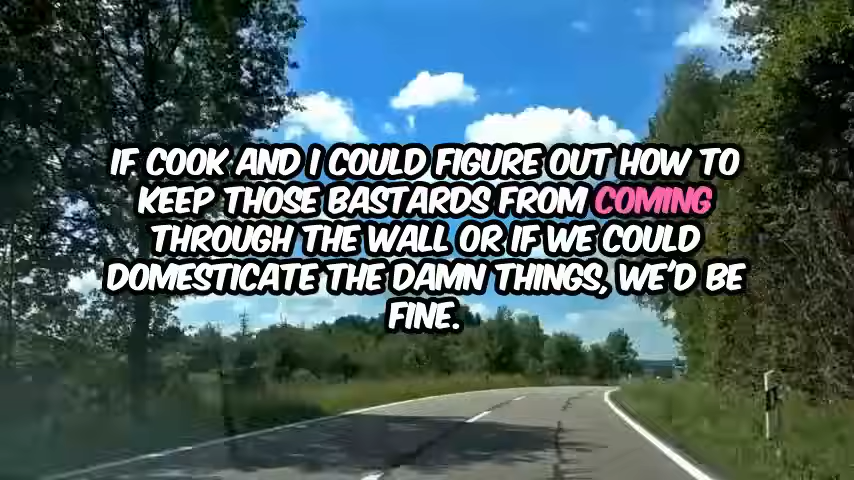 IF COOK AND I COULD FIGURE OUT HOW TO
KEEP THOSE BASTARDS FROM COMING
THROUGH THE WALL OR IF WE COULD
DOMESTICATE THE DAMN THINGS, WE'D BE
FINE.